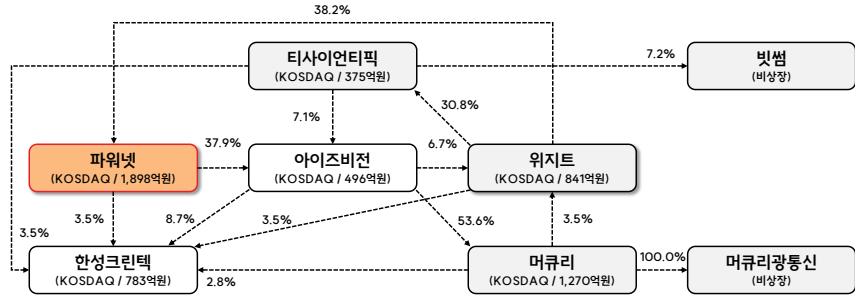 38.2%
티사이언티픽
(KOSDAQ / 375억원)
7.2%
빗썸
(비상장)
30.8%
7.1%
파워넷
(KOSDAQ / 1,898억원)
37.9%
아이즈비전
(KOSDAQ / 496억원)
6.7%
위지트
(KOSDAQ / 841억원)
3.5%
3.5%
8.7%
3.5%
53.6%
3.5%
한성크린텍
(KOSDAQ / 783억원)
2.8%
머큐리
(KOSDAQ / 1,270억원)
100.0%
머큐리광통신
(비상장)